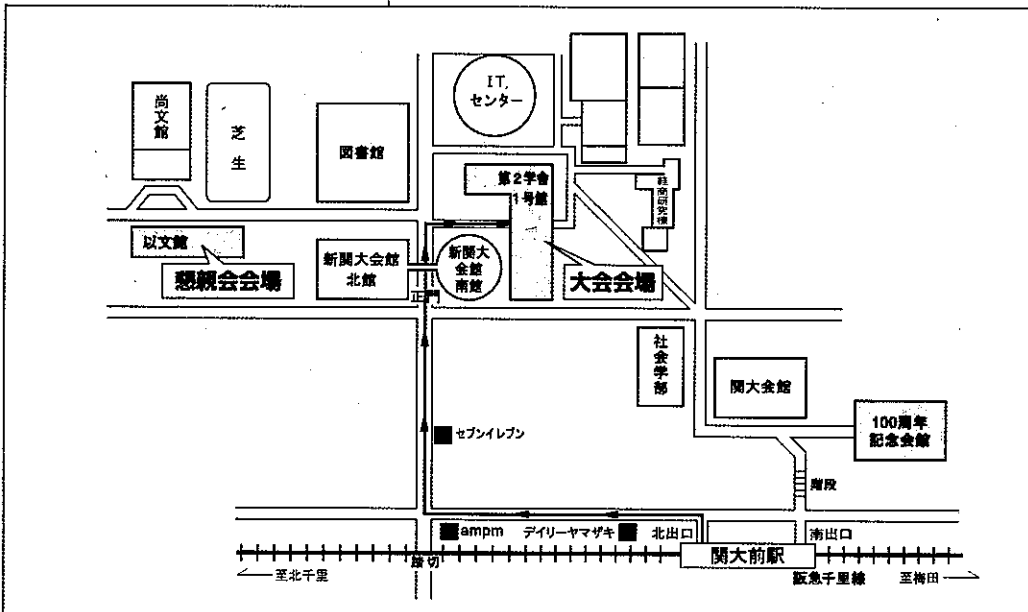 IT.
センター
尚文館
芝生
図書館
第2学舎
1号館
経商研究棟
以文館
懇親会会場
新関大会館
北館
新関大
会館
南館
大会会場
正門
社会学部
関大会館
100周年
記念会館
セブンイレブン
階段
ampm
デイリーヤマザキ
北出口
南出口
関大前駅
踏切
至北千里
阪急千里線
至梅田